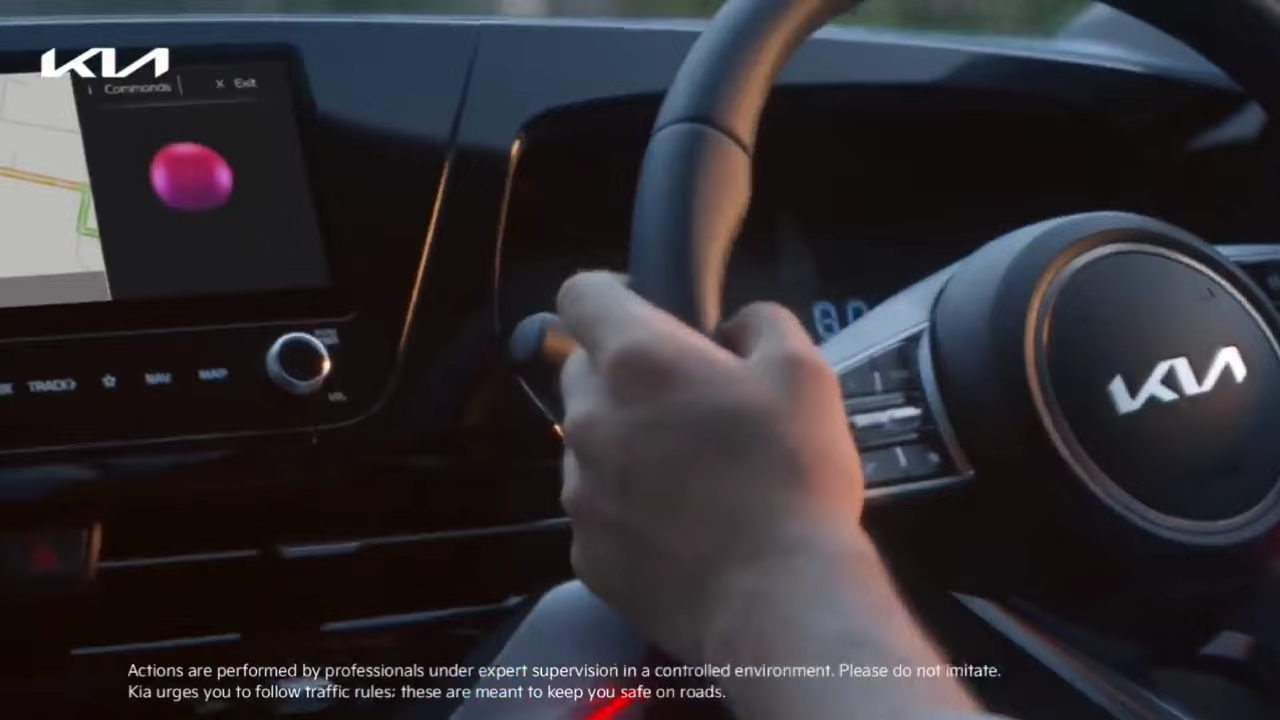 KIA
Commands | X Exit
TRACK>
NAV
MAP
VOL
KIA
Actions are performed by professionals under expert supervision in a controlled environment. Please do not imitate.
Kia urges you to follow traffic rules; these are meant to keep you safe on roads.